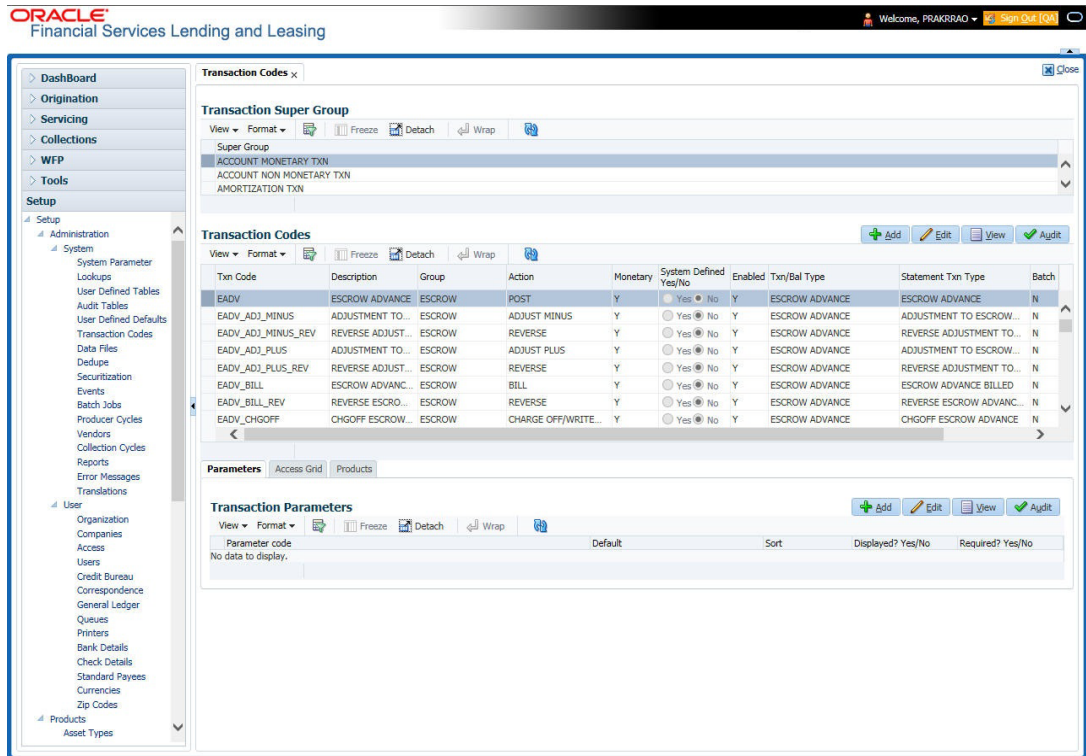 ORACLE
Financial Services Lending and Leasing
Welcome, PRAKRRAO
Sign Out [QA]
DashBoard
Origination
Servicing
Collections
WFP
Tools
Setup
Setup
Administration
System
System Parameter
Lookups
User Defined Tables
Audit Tables
User Defined Defaults
Transaction Codes
Data Files
Dedupe
Securitization
Events
Batch Jobs
Producer Cycles
Vendors
Collection Cycles
Reports
Error Messages
Translations
User
Organization
Companies
Access
Users
Credit Bureau
Correspondence
General Ledger
Queues
Printers
Bank Details
Check Details
Standard Payees
Currencies
Zip Codes
Products
Asset Types
Transaction Codes x
Close
Transaction Super Group
View Format Freeze Detach Wrap
Super Group
ACCOUNT MONETARY TXN
ACCOUNT NON MONETARY TXN
AMORTIZATION TXN
Transaction Codes
Add Edit View Audit
View Format Freeze Detach Wrap
Txn Code Description Group Action Monetary System Defined Yes/No Enabled Txn/Bal Type Statement Txn Type Batch
EADV ESCROW ADVANCE ESCROW POST Y Yes No Y ESCROW ADVANCE ESCROW ADVANCE N
EADV_ADJ_MINUS ADJUSTMENT TO... ESCROW ADJUST MINUS Y Yes No Y ESCROW ADVANCE ADJUSTMENT TO ESCROW... N
EADV_ADJ_MINUS_REV REVERSE ADJUST... ESCROW REVERSE Y Yes No Y ESCROW ADVANCE REVERSE ADJUSTMENT TO... N
EADV_ADJ_PLUS ADJUSTMENT TO... ESCROW ADJUST PLUS Y Yes No Y ESCROW ADVANCE ADJUSTMENT TO ESCROW... N
EADV_ADJ_PLUS_REV REVERSE ADJUST... ESCROW REVERSE Y Yes No Y ESCROW ADVANCE REVERSE ADJUSTMENT TO... N
EADV_BILL ESCROW ADVANC... ESCROW BILL Y Yes No Y ESCROW ADVANCE ESCROW ADVANCE BILLED N
EADV_BILL_REV REVERSE ESCRO... ESCROW REVERSE Y Yes No Y ESCROW ADVANCE REVERSE ESCROW ADVANC... N
EADV_CHGOFF CHGOFF ESCROW... ESCROW CHARGE OFF/WRITE... Y Yes No Y ESCROW ADVANCE CHGOFF ESCROW ADVANCE N
Parameters Access Grid Products
Transaction Parameters
Add Edit View Audit
View Format Freeze Detach Wrap
Parameter code Default Sort Displayed? Yes/No Required? Yes/No
No data to display.